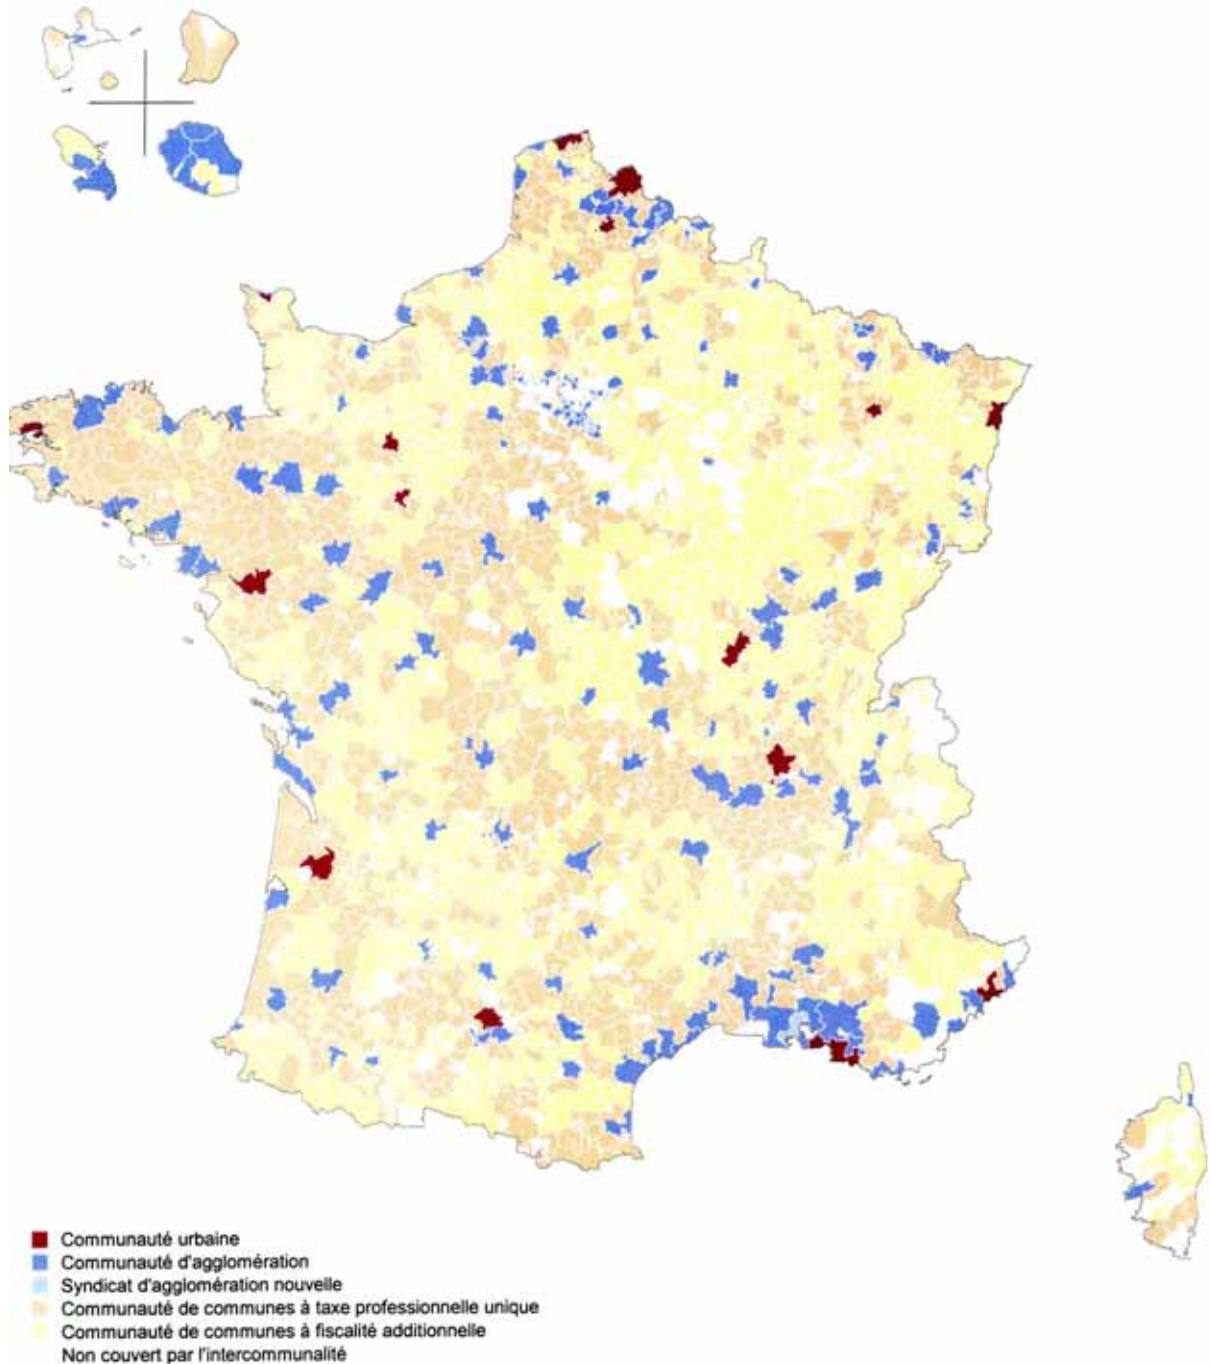 Communauté urbaine
Communauté d'agglomération
Syndicat d'agglomération nouvelle
Communauté de communes à taxe professionnelle unique
Communauté de communes à fiscalité additionnelle
Non couvert par l'intercommunalité